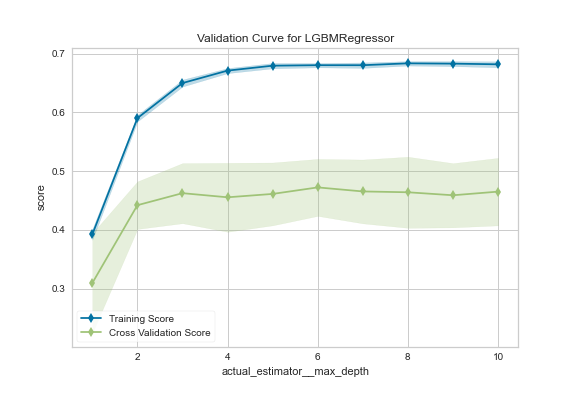 Validation Curve for LGBMRegressor
0.7
0.6
0.5
0.4
0.3
score
Training Score
Cross Validation Score
2
4
6
8
10
actual_estimator__max_depth